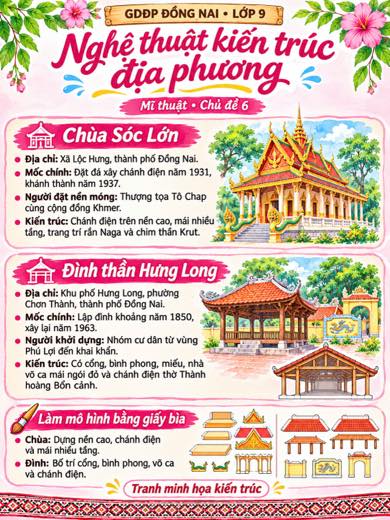 GDĐP ĐỒNG NAI • LỚP 9
Nghệ thuật kiến trúc
địa phương
Mĩ thuật • Chủ đề 6
Chùa Sóc Lớn
• Địa chỉ: Xã Lộc Hưng, thành phố Đồng Nai.
• Mốc chính: Đặt đá xây chánh điện năm 1931,
khánh thành năm 1937.
• Người đặt nền móng: Thượng tọa Tô Chap
cùng cộng đồng Khmer.
• Kiến trúc: Chánh điện trên nền cao, mái nhiều
tầng, trang trí rắn Naga và chim thần Krut.
Đình thần Hưng Long
• Địa chỉ: Khu phố Hưng Long, phường
Chơn Thành, thành phố Đồng Nai.
• Mốc chính: Lập đình khoảng năm 1850,
xây lại năm 1963.
• Người khởi dựng: Nhóm cư dân từ vùng
Phú Lợi đến khai khẩn.
• Kiến trúc: Có cổng, bình phong, miếu, nhà
võ ca mái ngói đỏ và chánh điện thờ Thành
hoàng Bổn cảnh.
Làm mô hình bằng giấy bìa
• Chùa: Dựng nền cao, chánh điện
và mái nhiều tầng.
• Đình: Bố trí cổng, bình phong, võ ca
và chánh điện.
Tranh minh họa kiến trúc